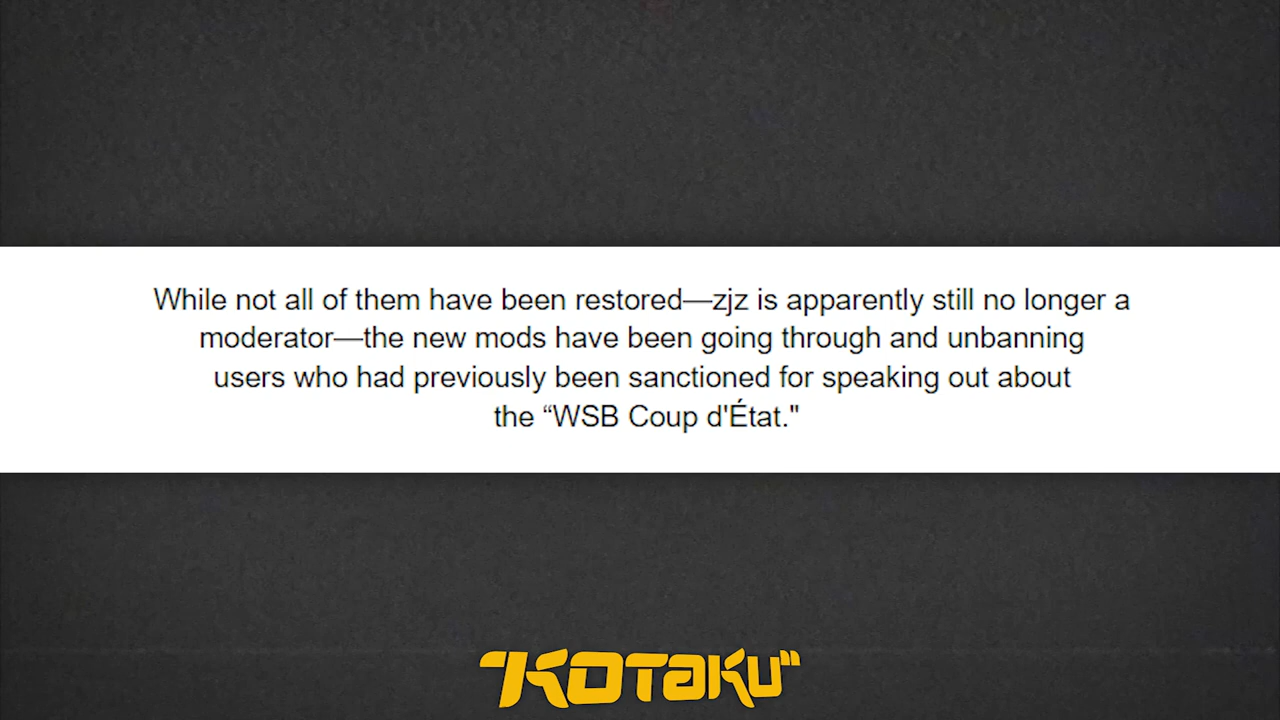 While not all of them have been restored—zjz is apparently still no longer a
moderator—the new mods have been going through and unbanning
users who had previously been sanctioned for speaking out about
the “WSB Coup d'État."
"KOTAKU"